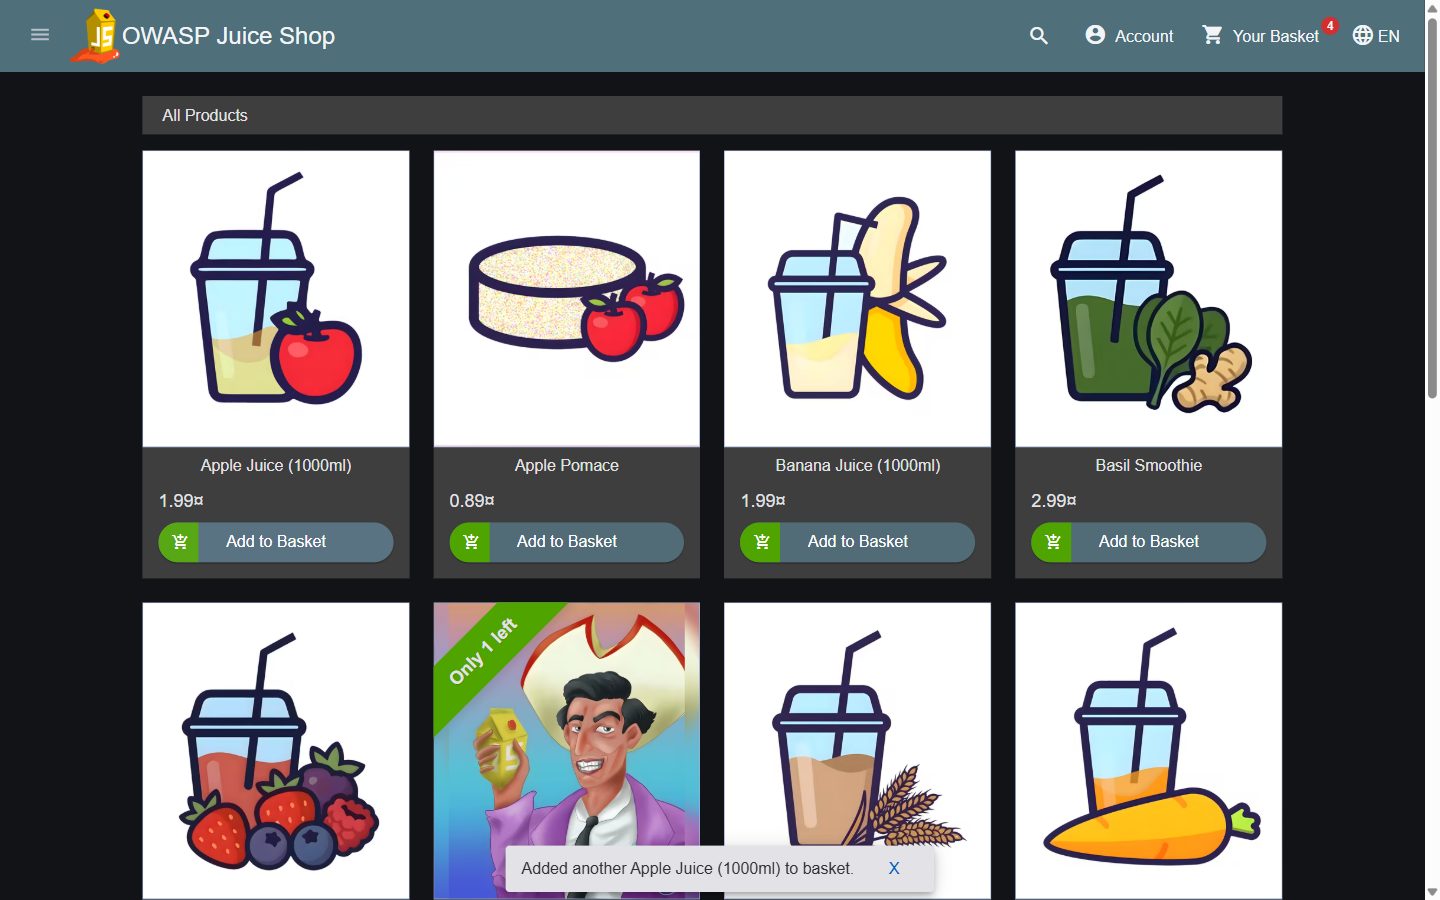 OWASP Juice Shop
Account
Your Basket
4
EN
All Products
Apple Juice (1000ml)
1.99¤
Add to Basket
Apple Pomace
0.89¤
Add to Basket
Banana Juice (1000ml)
1.99¤
Add to Basket
Basil Smoothie
2.99¤
Add to Basket
Only 1 left
Added another Apple Juice (1000ml) to basket.
X